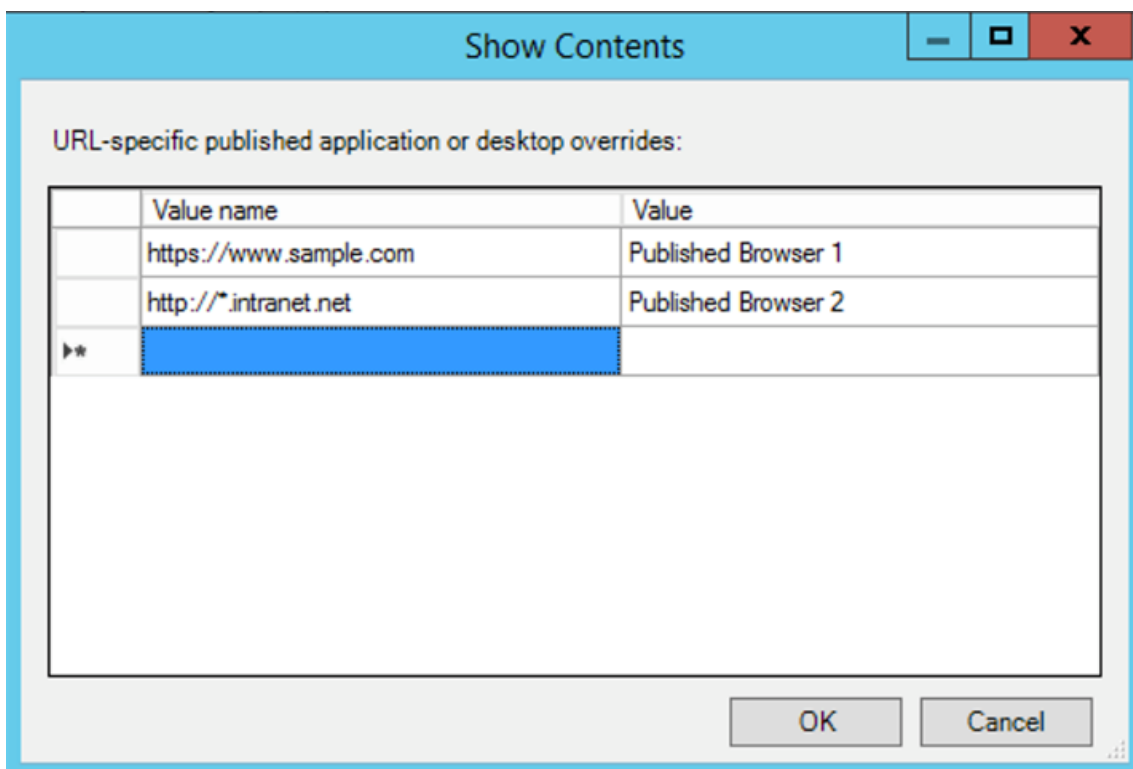 Show Contents
URL-specific published application or desktop overrides:
Value name Value
https://www.sample.com Published Browser 1
http://*.intranet.net Published Browser 2
OK Cancel